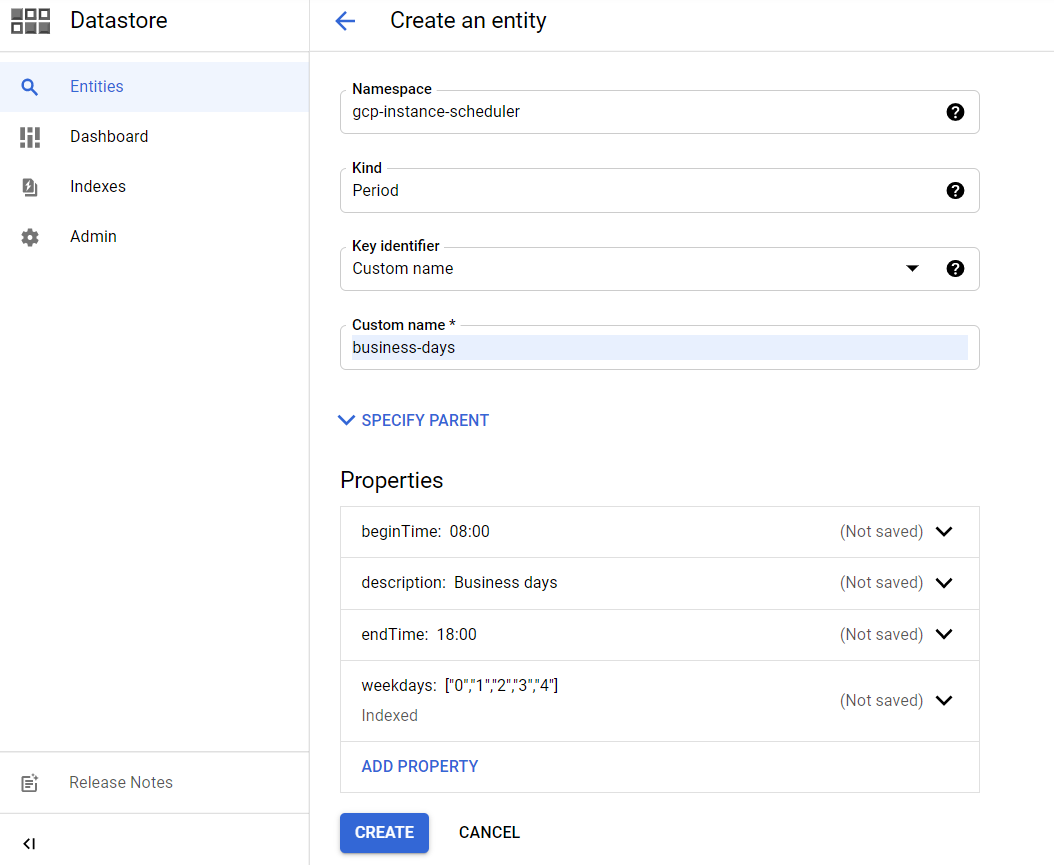 Datastore
Create an entity
Entities
Dashboard
Indexes
Admin
Release Notes
Namespace
gcp-instance-scheduler
Kind
Period
Key identifier
Custom name
Custom name *
business-days
SPECIFY PARENT
Properties
beginTime: 08:00 (Not saved)
description: Business days (Not saved)
endTime: 18:00 (Not saved)
weekdays: ["0","1","2","3","4"] (Not saved)
Indexed
ADD PROPERTY
CREATE CANCEL